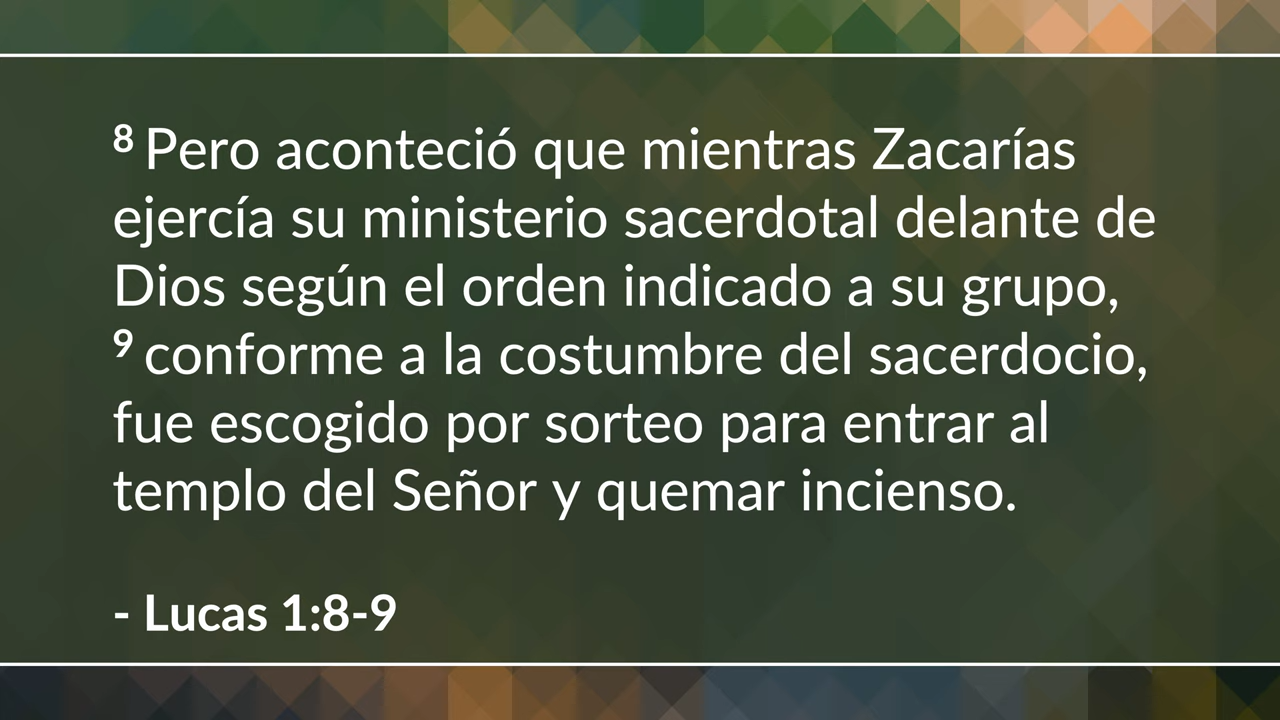 ⁸ Pero aconteció que mientras Zacarías
ejercía su ministerio sacerdotal delante de
Dios según el orden indicado a su grupo,
⁹ conforme a la costumbre del sacerdocio,
fue escogido por sorteo para entrar al
templo del Señor y quemar incienso.
- Lucas 1:8-9